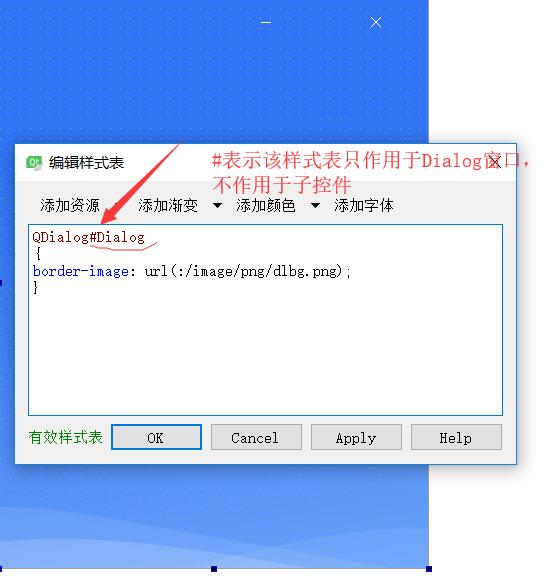 编辑样式表
#表示该样式表只作用于Dialog窗口，
不作用于子控件
添加资源 添加渐变 添加颜色 添加字体
QDialog#Dialog
{
border-image: url(:/image/png/dlbg.png);
}
有效样式表 OK Cancel Apply Help